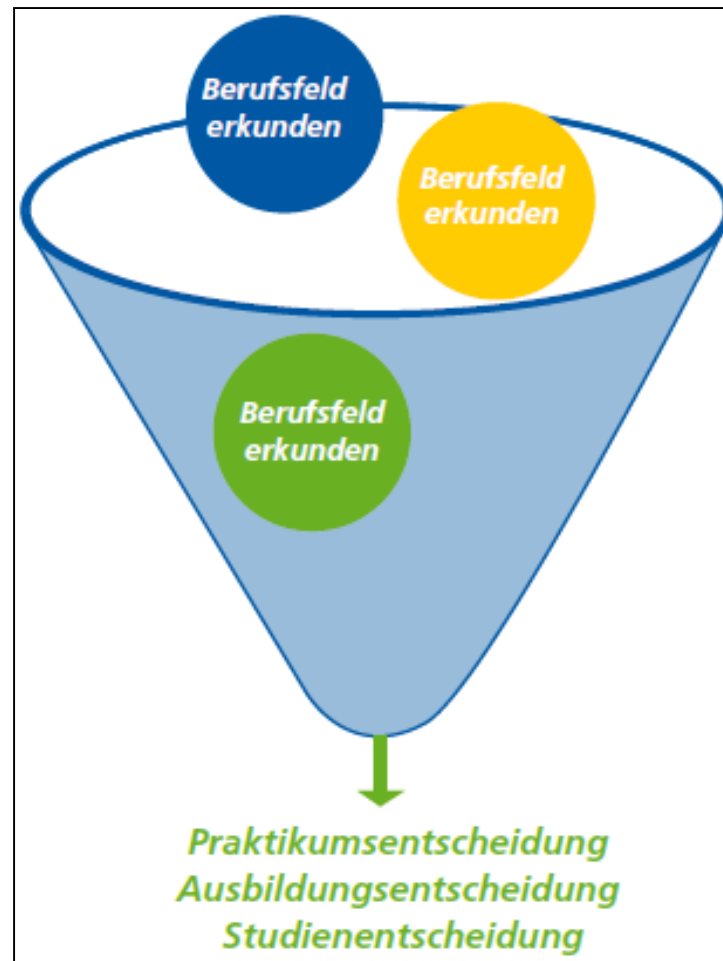 Berufsfeld
erkunden
Berufsfeld
erkunden
Berufsfeld
erkunden
Praktikumsentscheidung
Ausbildungsentscheidung
Studienentscheidung